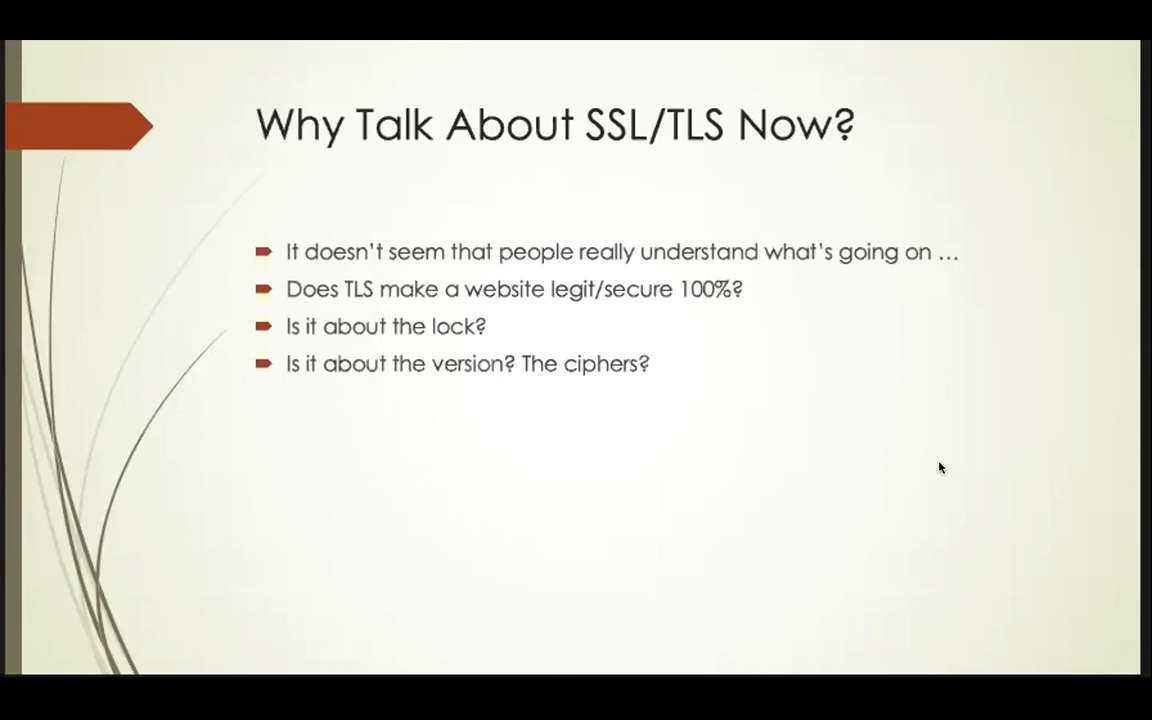 Why Talk About SSL/TLS Now?
It doesn't seem that people really understand what's going on …
Does TLS make a website legit/secure 100%?
Is it about the lock?
Is it about the version? The ciphers?